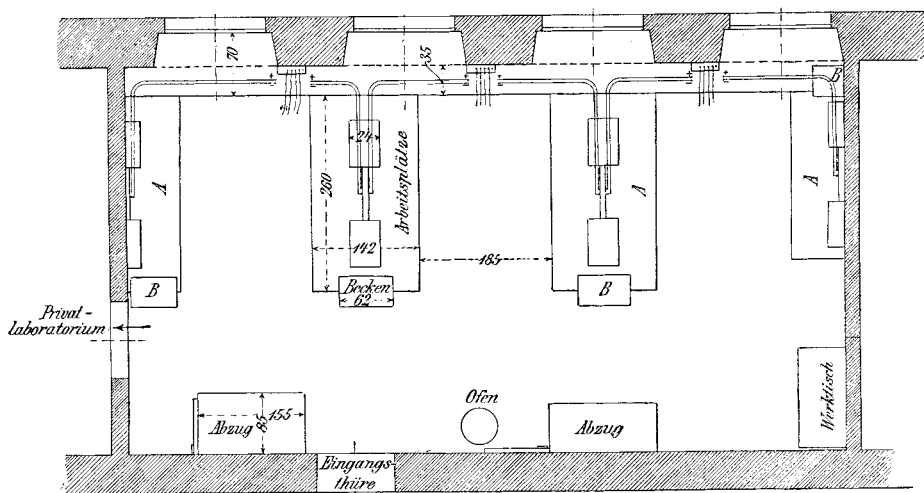 70
35
B
A
260
24
Arbeitsplätze
142
185
A
A
B
Becken
62
B
Privat-
laboratorium
Abzug
85
155
Ofen
Abzug
Werktisch
Eingangs-
thüre